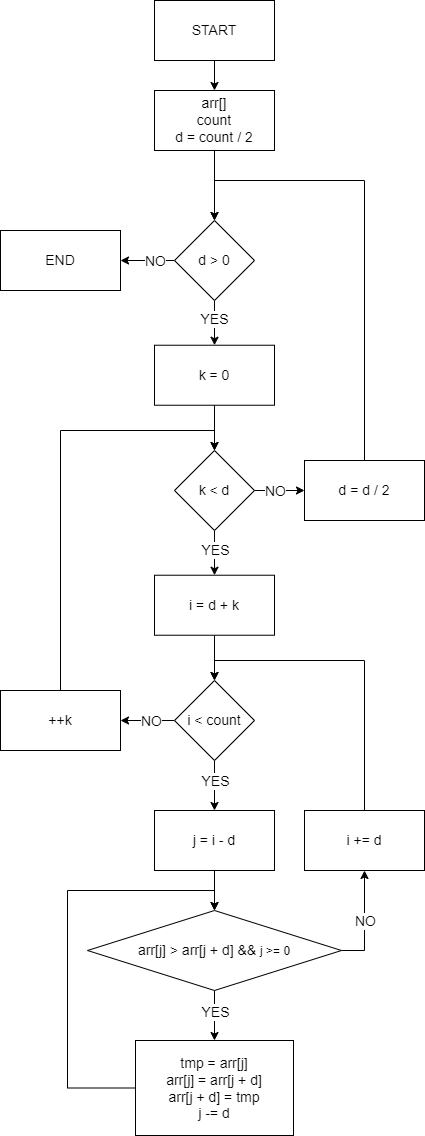 START
arr[]
count
d = count / 2
d > 0
NO
END
YES
k = 0
k < d
NO
d = d / 2
YES
i = d + k
i < count
NO
++k
YES
j = i - d
i += d
arr[j] > arr[j + d] && j >= 0
NO
YES
tmp = arr[j]
arr[j] = arr[j + d]
arr[j + d] = tmp
j -= d